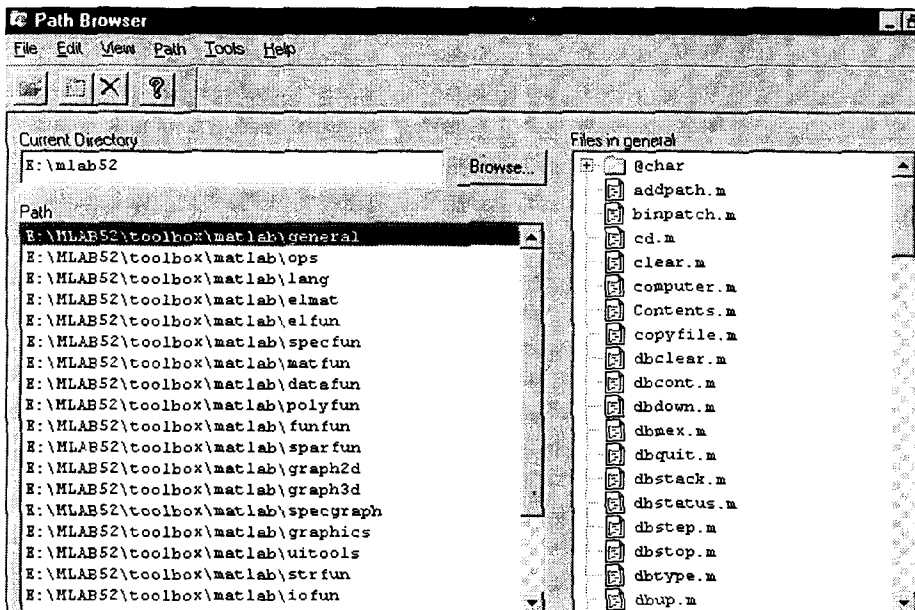 Path Browser
File Edit View Path Tools Help
Current Directory
E:\mlab52
Browse...
Path
E:\MLAB52\toolbox\matlab\general
E:\MLAB52\toolbox\matlab\ops
E:\MLAB52\toolbox\matlab\lang
E:\MLAB52\toolbox\matlab\elmat
E:\MLAB52\toolbox\matlab\elfun
E:\MLAB52\toolbox\matlab\specfun
E:\MLAB52\toolbox\matlab\matfun
E:\MLAB52\toolbox\matlab\datafun
E:\MLAB52\toolbox\matlab\polyfun
E:\MLAB52\toolbox\matlab\funfun
E:\MLAB52\toolbox\matlab\sparfun
E:\MLAB52\toolbox\matlab\graph2d
E:\MLAB52\toolbox\matlab\graph3d
E:\MLAB52\toolbox\matlab\specgraph
E:\MLAB52\toolbox\matlab\graphics
E:\MLAB52\toolbox\matlab\uitools
E:\MLAB52\toolbox\matlab\strfun
E:\MLAB52\toolbox\matlab\iofun
Files in general
@char
addpath.m
binpatch.m
cd.m
clear.m
computer.m
Contents.m
copyfile.m
dbclear.m
dbcont.m
dbdown.m
dbmex.m
dbquit.m
dbstack.m
dbstatus.m
dbstep.m
dbstop.m
dbtype.m
dbup.m